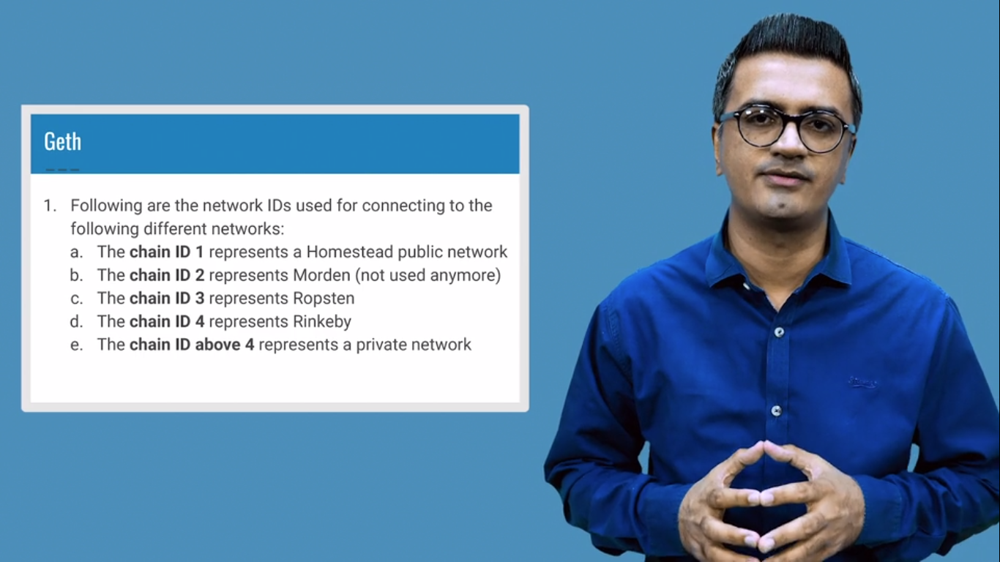 Geth
1. Following are the network IDs used for connecting to the
following different networks:
a. The chain ID 1 represents a Homestead public network
b. The chain ID 2 represents Morden (not used anymore)
c. The chain ID 3 represents Ropsten
d. The chain ID 4 represents Rinkeby
e. The chain ID above 4 represents a private network